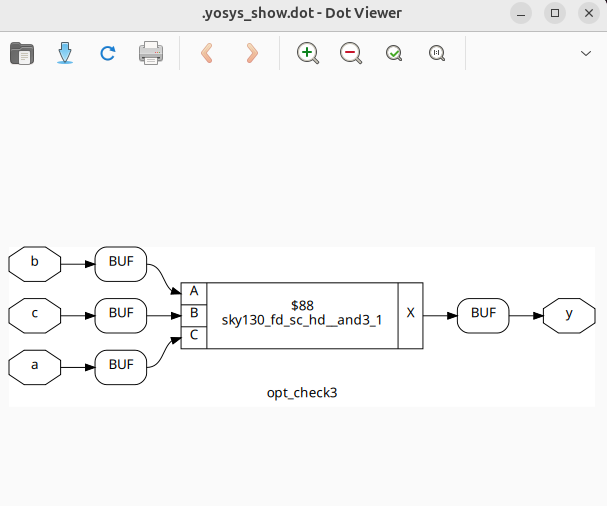 .yosys_show.dot - Dot Viewer
b
BUF
c
BUF
a
BUF
A
B
C
$88
sky130_fd_sc_hd__and3_1
X
BUF
y
opt_check3